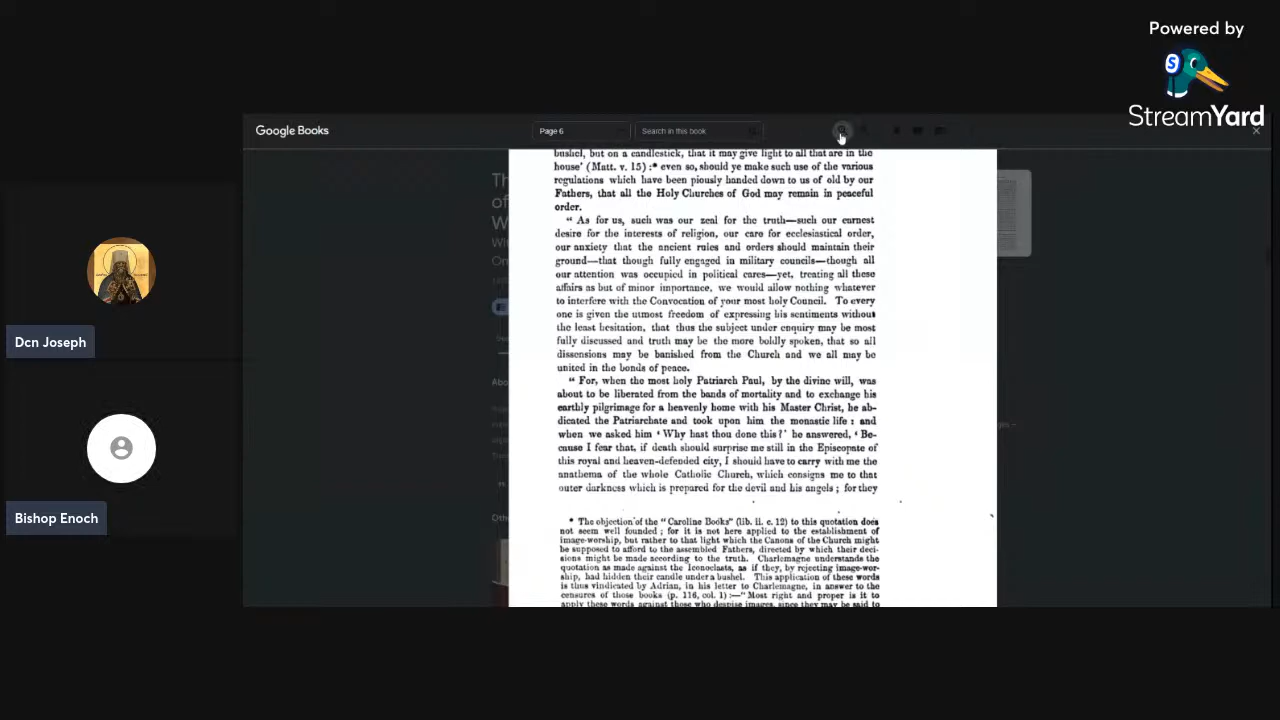 Powered by
StreamYard
Google Books
Page 6
Search in this book
bushel, but on a candlestick, that it may give light to all that are in the
house' (Matt. v. 15) :* even so, should ye make such use of the various
regulations which have been piously handed down to us of old by our
Fathers, that all the Holy Churches of God may remain in peaceful
order.
" As for us, such was our zeal for the truth—such our earnest
desire for the interests of religion, our care for ecclesiastical order,
our anxiety that the ancient rules and orders should maintain their
ground—that though fully engaged in military councils—though all
our attention was occupied in political cares—yet, treating all these
affairs as but of minor importance, we would allow nothing whatever
to interfere with the Convocation of your most holy Council. To every
one is given the utmost freedom of expressing his sentiments without
the least hesitation, that thus the subject under enquiry may be most
fully discussed and truth may be the more boldly spoken, that so all
dissensions may be banished from the Church and we all may be
united in the bonds of peace.
" For, when the most holy Patriarch Paul, by the divine will, was
about to be liberated from the bands of mortality and to exchange his
earthly pilgrimage for a heavenly home with his Master Christ, he ab-
dicated the Patriarchate and took upon him the monastic life : and
when we asked him ‘ Why hast thou done this ?’ he answered, ‘ Be-
cause I fear that, if death should surprise me still in the Episcopate of
this royal and heaven-defended city, I should have to carry with me the
anathema of the whole Catholic Church, which consigns me to that
outer darkness which is prepared for the devil and his angels ; for they
* The objection of the “ Caroline Books” (lib. ii. c. 12) to this quotation does
not seem well founded ; for it is not here applied to the establishment of
image-worship, but rather to that light which the Canons of the Church might
be supposed to afford to the assembled Fathers, directed by which their deci-
sions might be made according to the truth. Charlemagne understands the
quotation as made against the Iconoclasts, as if they, by rejecting image-wor-
ship, had hidden their candle under a bushel. This application of these words
is thus vindicated by Adrian, in his letter to Charlemagne, in answer to the
censures of those books (p. 116, col. 1) :—“ Most right and proper is it to
apply these words against those who despise images, since they may be said to
Dcn Joseph
Bishop Enoch